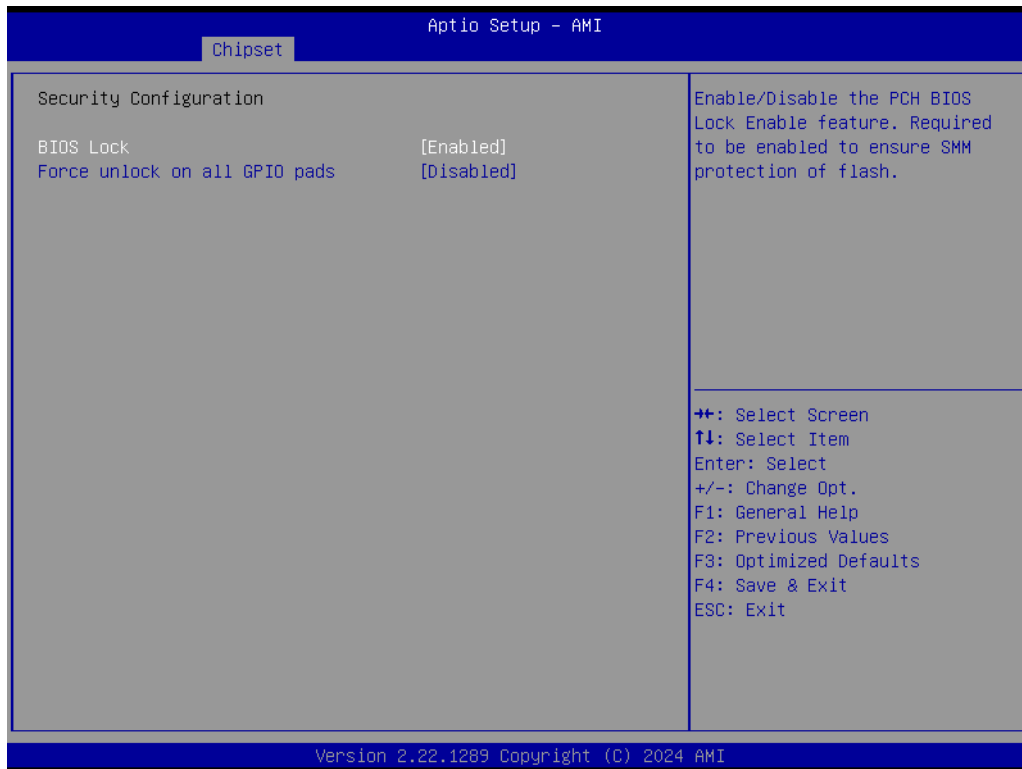 Aptio Setup – AMI
Chipset
Security Configuration
BIOS Lock [Enabled]
Force unlock on all GPIO pads [Disabled]
Enable/Disable the PCH BIOS
Lock Enable feature. Required
to be enabled to ensure SMM
protection of flash.
→←: Select Screen
↑↓: Select Item
Enter: Select
+/-: Change Opt.
F1: General Help
F2: Previous Values
F3: Optimized Defaults
F4: Save & Exit
ESC: Exit
Version 2.22.1289 Copyright (C) 2024 AMI